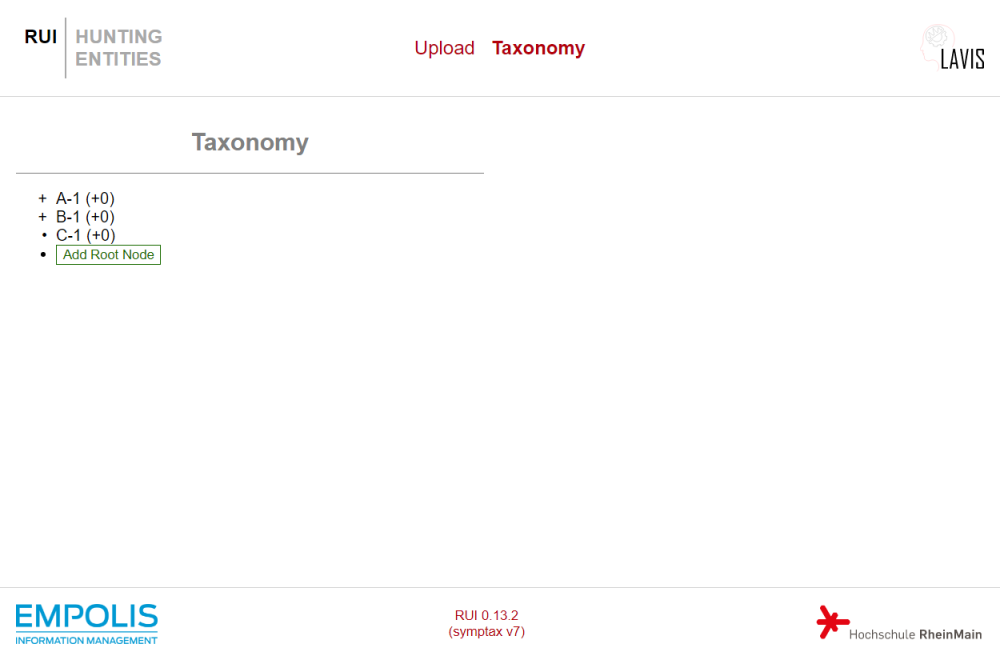 RUI
HUNTING
ENTITIES
Upload Taxonomy
LAVIS
Taxonomy
+ A-1 (+0)
+ B-1 (+0)
• C-1 (+0)
• Add Root Node
EMPOLIS
INFORMATION MANAGEMENT
RUI 0.13.2
(symptax v7)
Hochschule RheinMain